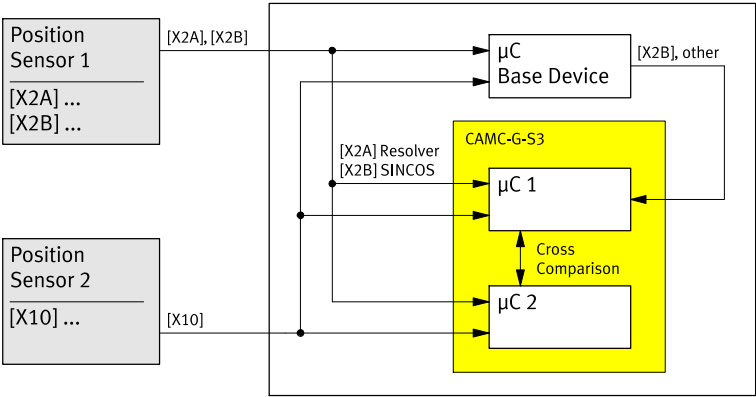 Position
Sensor 1
[X2A] ...
[X2B] ...
[X2A], [X2B]
µC
Base Device
[X2B], other
CAMC-G-S3
[X2A] Resolver
[X2B] SINCOS
µC 1
Cross
Comparison
µC 2
Position
Sensor 2
[X10] ...
[X10]